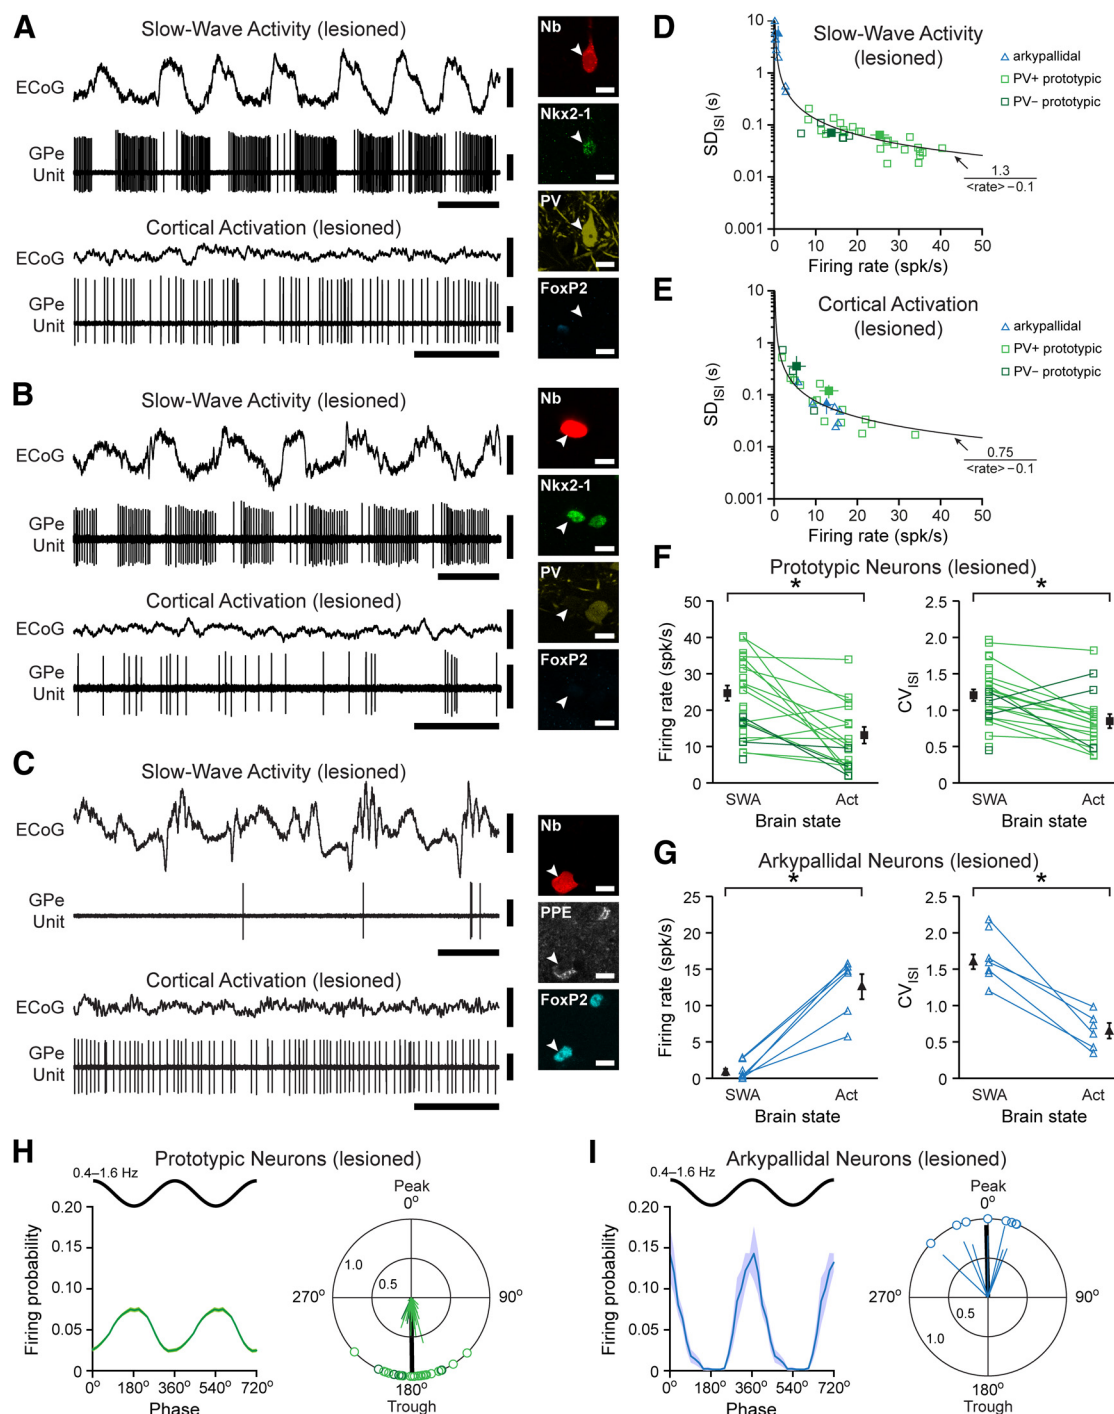 A
Slow-Wave Activity (lesioned)
ECoG
GPe
Unit
Cortical Activation (lesioned)
ECoG
GPe
Unit
Nb
Nkx2-1
PV
FoxP2
B
Slow-Wave Activity (lesioned)
ECoG
GPe
Unit
Cortical Activation (lesioned)
ECoG
GPe
Unit
Nb
Nkx2-1
PV
FoxP2
C
Slow-Wave Activity (lesioned)
ECoG
GPe
Unit
Cortical Activation (lesioned)
ECoG
GPe
Unit
Nb
PPE
FoxP2
D
Slow-Wave Activity
(lesioned)
arkypallidal
PV+ prototypic
PV− prototypic
SD ISI (s)
10
1
0.1
0.01
0.001
1.3
<rate> −0.1
0 10 20 30 40 50
Firing rate (spk/s)
E
Cortical Activation
(lesioned)
arkypallidal
PV+ prototypic
PV− prototypic
SD ISI (s)
10
1
0.1
0.01
0.001
0.75
<rate> −0.1
0 10 20 30 40 50
Firing rate (spk/s)
F
Prototypic Neurons (lesioned)
*
Firing rate (spk/s)
50
40
30
20
10
0
SWA Act
Brain state
*
CV ISI
2.5
2.0
1.5
1.0
0.5
0
SWA Act
Brain state
G
Arkypallidal Neurons (lesioned)
*
Firing rate (spk/s)
25
20
15
10
5
0
SWA Act
Brain state
*
CV ISI
2.5
2.0
1.5
1.0
0.5
0
SWA Act
Brain state
H
Prototypic Neurons (lesioned)
0.4–1.6 Hz
Firing probability
0.20
0.15
0.10
0.05
0
0° 180° 360° 540° 720°
Phase
Peak
0°
1.0
0.5
270° 90°
180°
Trough
I
Arkypallidal Neurons (lesioned)
0.4–1.6 Hz
Firing probability
0.20
0.15
0.10
0.05
0
0° 180° 360° 540° 720°
Phase
Peak
0°
270° 90°
0.5
1.0
180°
Trough